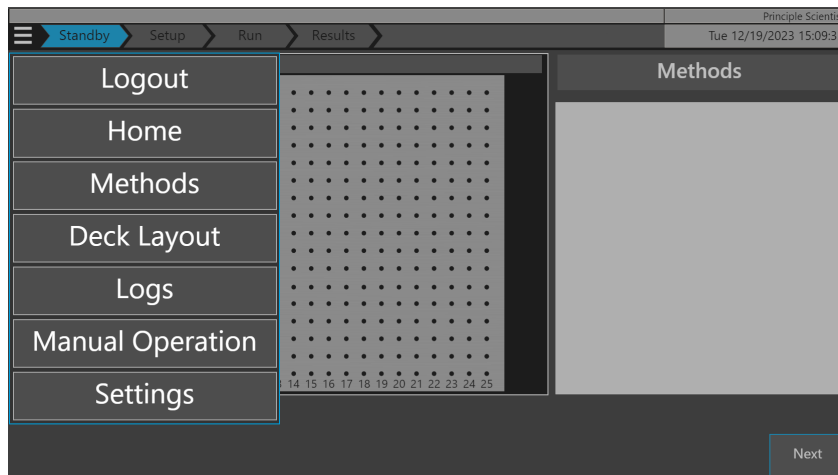 Principle Scientis
Standby Setup Run Results Tue 12/19/2023 15:09:3
Logout
Methods
Home
Methods
Deck Layout
Logs
Manual Operation
14 15 16 17 18 19 20 21 22 23 24 25
Settings
Next